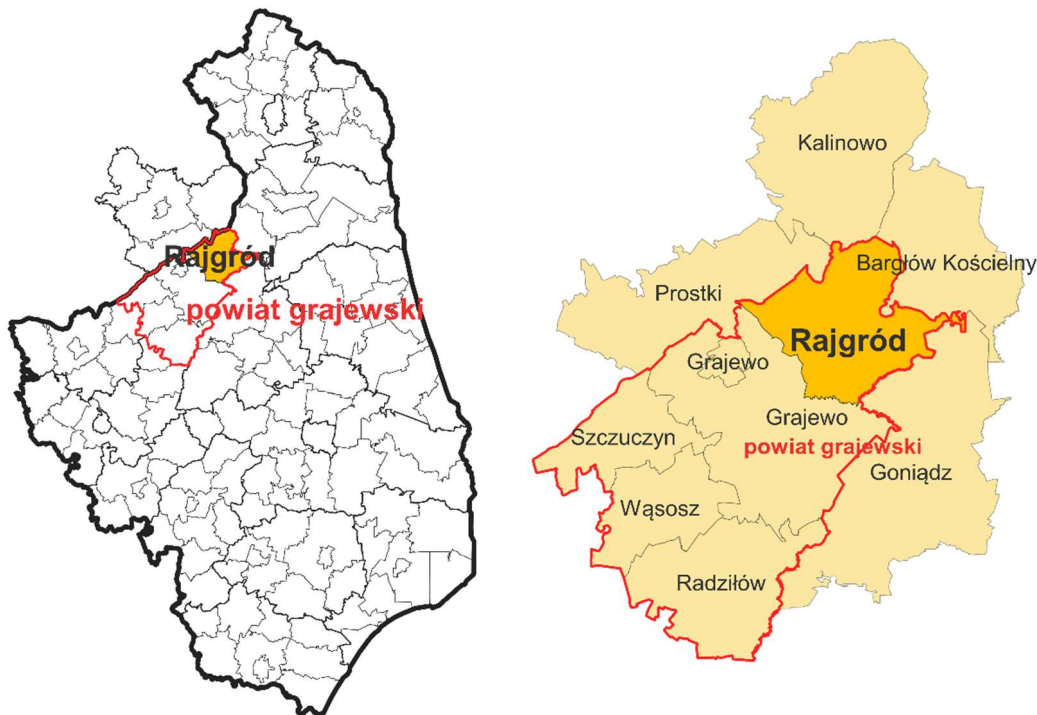 Rajgród
powiat grajewski
Kalinowo
Bargłów Kościelny
Prostki
Rajgród
Grajewo
Grajewo
Szczuczyn
powiat grajewski
Goniądz
Wąsosz
Radziłów